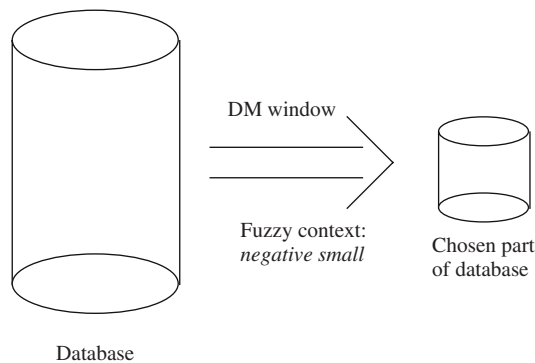 DM window
Fuzzy context:
negative small
Chosen part
of database
Database